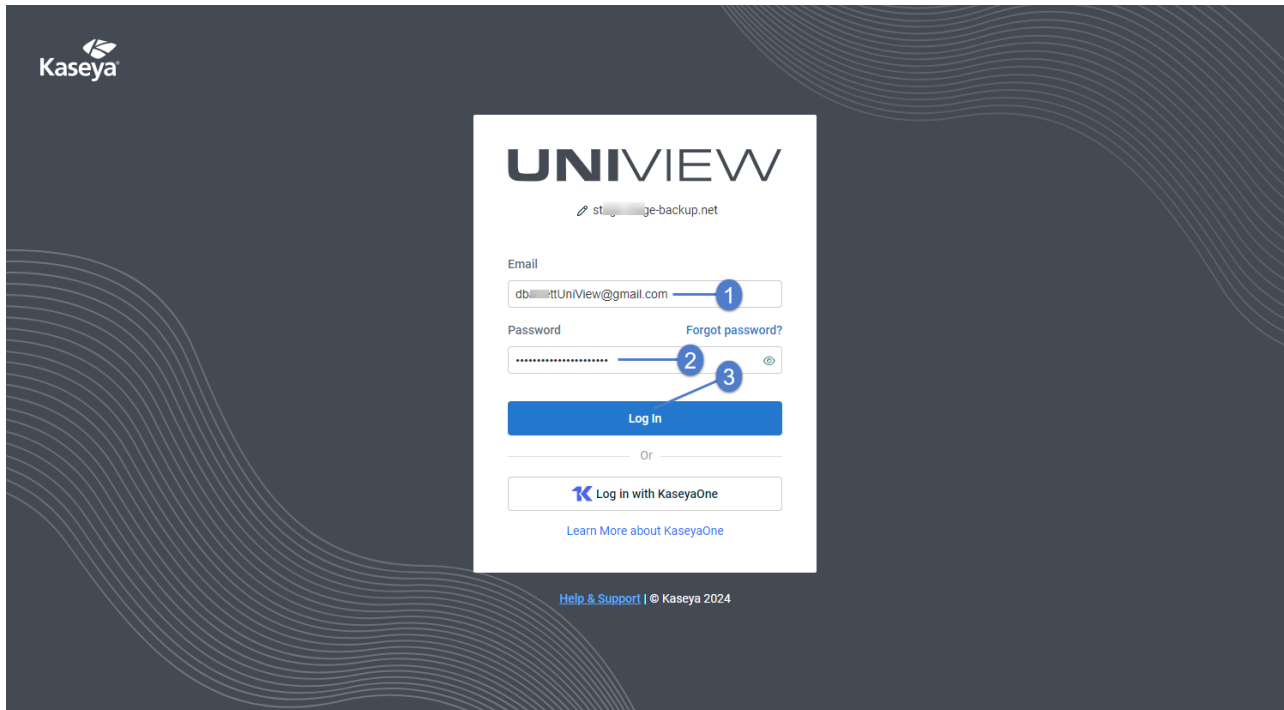 Kaseya
UNIVIEW
ge-backup.net
Email
ttUniView@gmail.com
1
Password Forgot password?
2
3
Log In
Or
Log in with KaseyaOne
Learn More about KaseyaOne
Help & Support | © Kaseya 2024